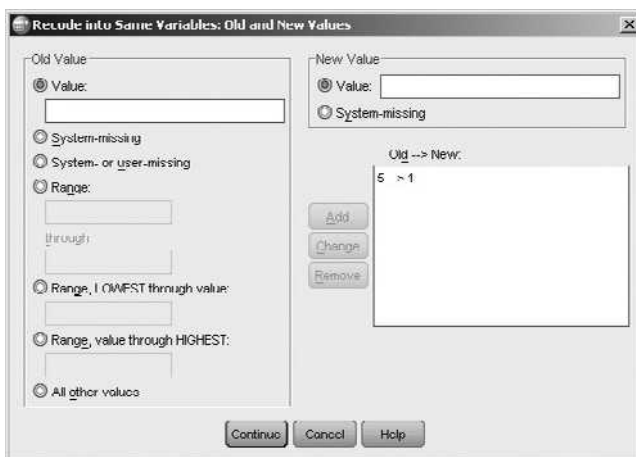 Recode into Same Variables: Old and New Values
Old Value
Value:
System-missing
System- or user-missing
Range:
through
Range, LOWEST through value:
Range, value through HIGHEST:
All other values
New Value
Value:
System-missing
Old --> New:
5 > 1
Add
Change
Remove
Continue
Cancel
Help